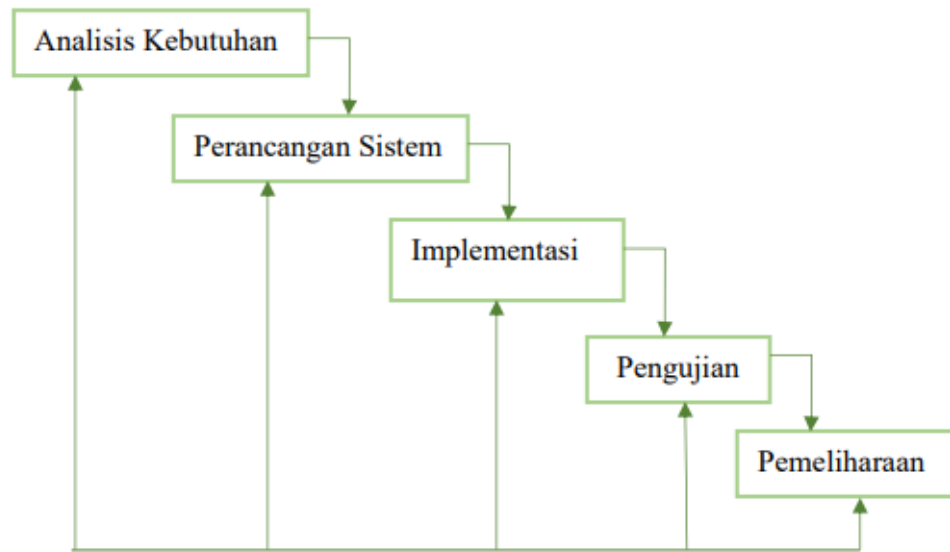 Analisis Kebutuhan
Perancangan Sistem
Implementasi
Pengujian
Pemeliharaan